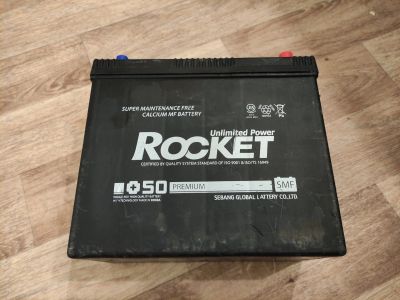 SUPER MAINTENANCE FREE
CALCIUM MF BATTERY
Unlimited Power
ROCKET
CERTIFIED BY QUALITY SYSTEM STANDARD OF ISO 9001 & ISO/TS 16949
+50
PREMIUM
SMF
SEBANG GLOBAL BATTERY CO.,LTD.